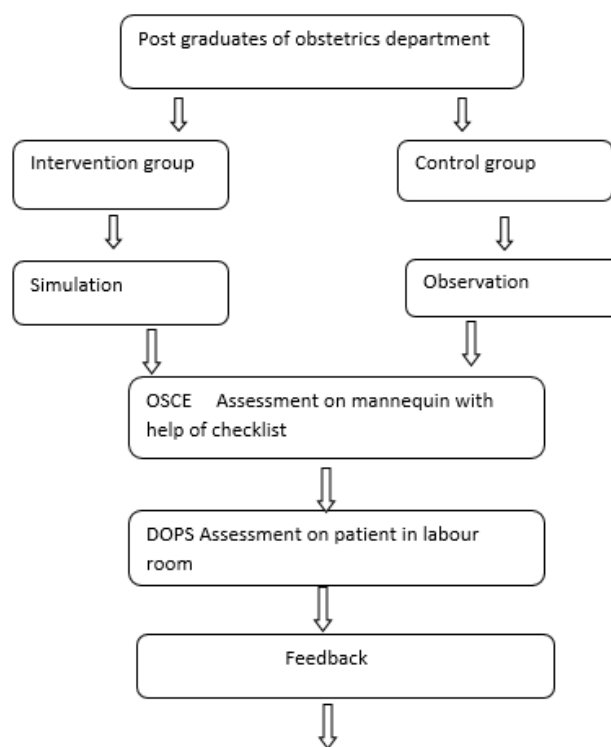 Post graduates of obstetrics department
Intervention group
Control group
Simulation
Observation
OSCE Assessment on mannequin with
help of checklist
DOPS Assessment on patient in labour
room
Feedback